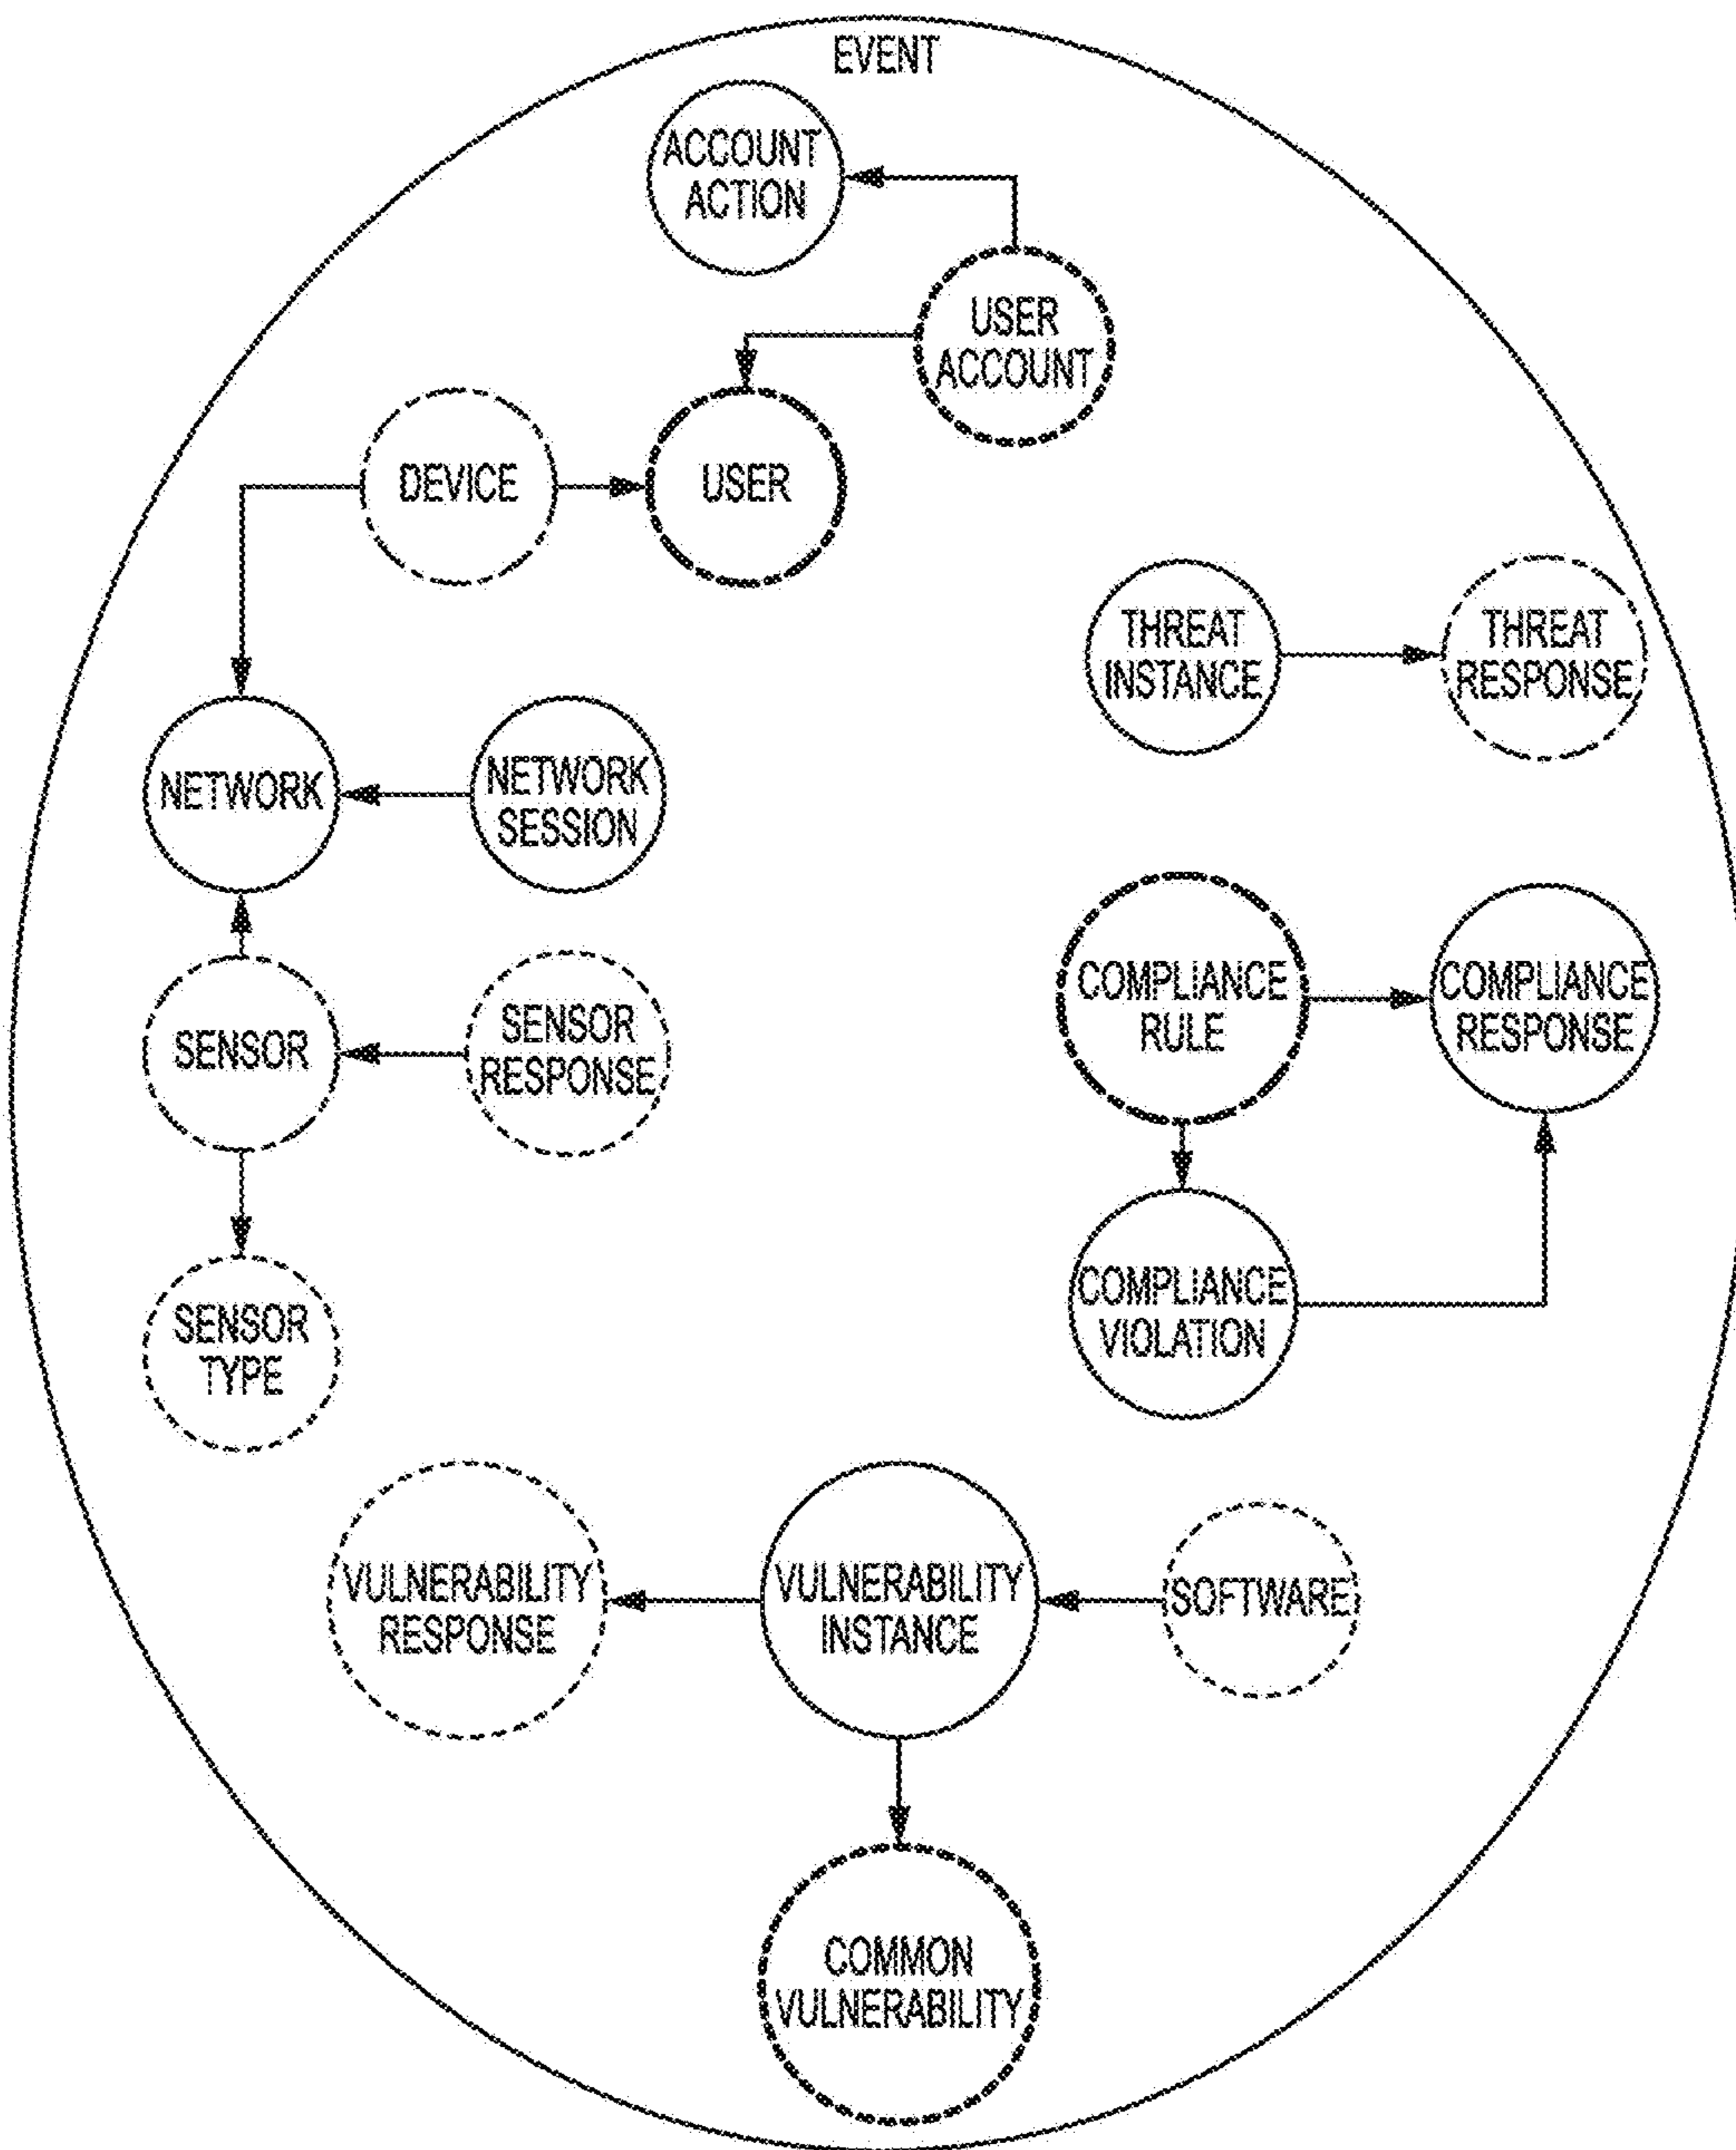 EVENT
ACCOUNT
ACTION
USER
ACCOUNT
DEVICE
USER
THREAT
INSTANCE
THREAT
RESPONSE
NETWORK
NETWORK
SESSION
COMPLIANCE
RULE
COMPLIANCE
RESPONSE
SENSOR
SENSOR
RESPONSE
COMPLIANCE
VIOLATION
SENSOR
TYPE
VULNERABILITY
RESPONSE
VULNERABILITY
INSTANCE
SOFTWARE
COMMON
VULNERABILITY